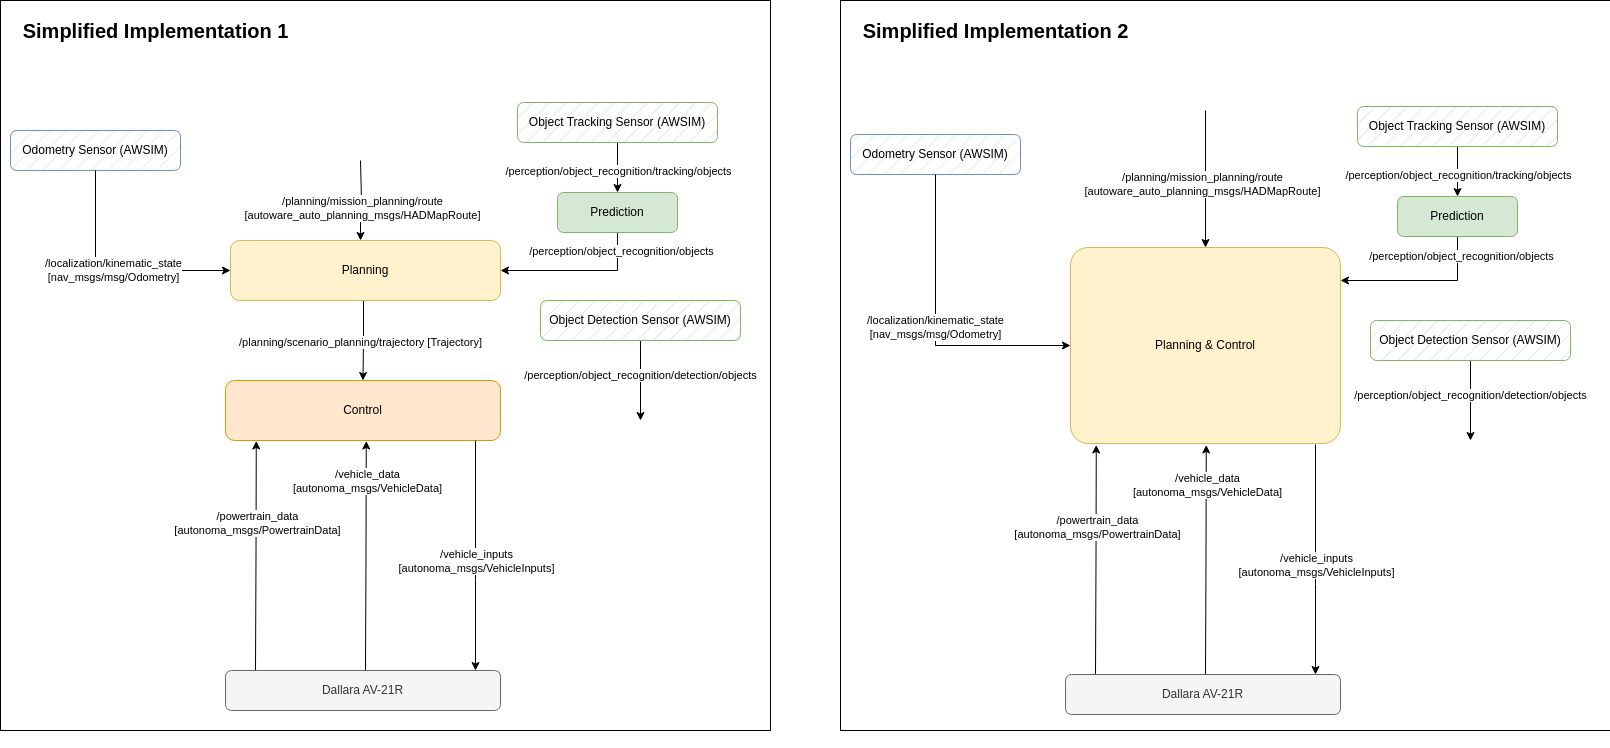 Simplified Implementation 1
Object Tracking Sensor (AWSIM)
Odometry Sensor (AWSIM)
/perception/object_recognition/tracking/objects
/planning/mission_planning/route
[autoware_auto_planning_msgs/HADMapRoute]
Prediction
/perception/object_recognition/objects
/localization/kinematic_state
[nav_msgs/msg/Odometry]
Planning
Object Detection Sensor (AWSIM)
/planning/scenario_planning/trajectory [Trajectory]
/perception/object_recognition/detection/objects
Control
/vehicle_data
[autonoma_msgs/VehicleData]
/powertrain_data
[autonoma_msgs/PowertrainData]
/vehicle_inputs
[autonoma_msgs/VehicleInputs]
Dallara AV-21R
Simplified Implementation 2
Object Tracking Sensor (AWSIM)
Odometry Sensor (AWSIM)
/perception/object_recognition/tracking/objects
/planning/mission_planning/route
[autoware_auto_planning_msgs/HADMapRoute]
Prediction
/perception/object_recognition/objects
/localization/kinematic_state
[nav_msgs/msg/Odometry]
Planning & Control
Object Detection Sensor (AWSIM)
/perception/object_recognition/detection/objects
/vehicle_data
[autonoma_msgs/VehicleData]
/powertrain_data
[autonoma_msgs/PowertrainData]
/vehicle_inputs
[autonoma_msgs/VehicleInputs]
Dallara AV-21R